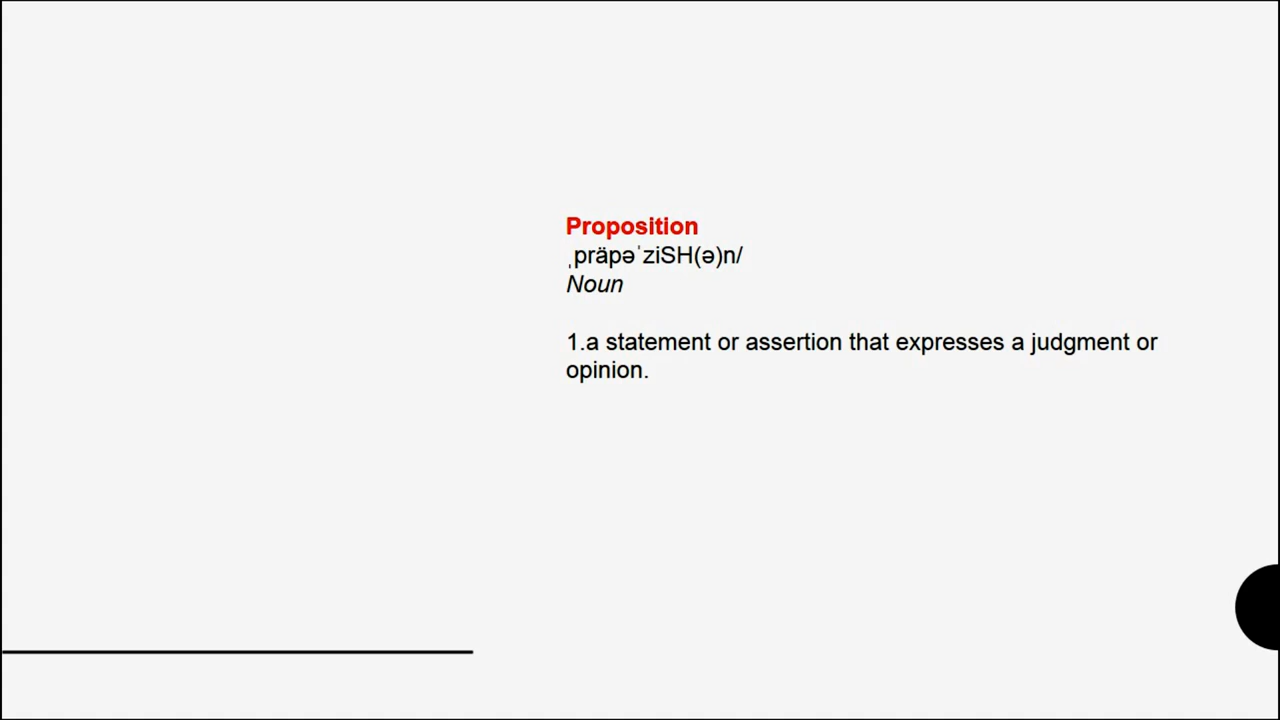 Proposition
ˌpräpəˈziSH(ə)n/
Noun
1.a statement or assertion that expresses a judgment or
opinion.